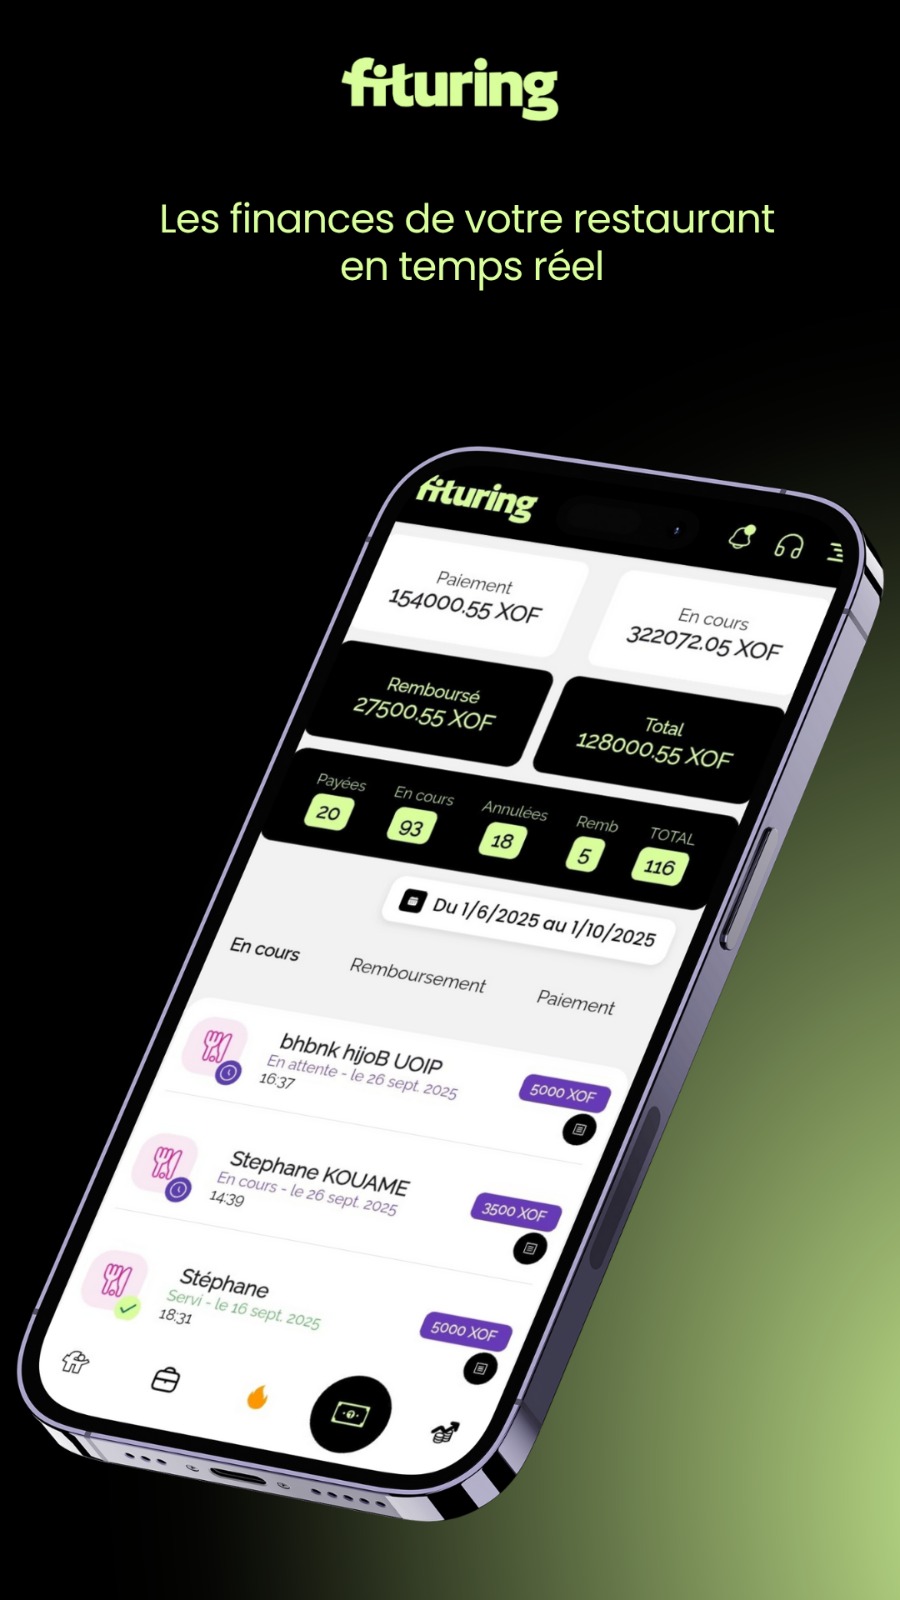 fituring
Les finances de votre restaurant
en temps réel
fituring
Paiement
154000.55 XOF
En cours
322072.05 XOF
Remboursé
27500.55 XOF
Total
128000.55 XOF
Payées
20
En cours
93
Annulées
18
Remb
5
TOTAL
116
Du 1/6/2025 au 1/10/2025
En cours
Remboursement
Paiement
bhbnk hijoB UOIP
En attente - le 26 sept. 2025
16:37
5000 XOF
Stephane KOUAME
En cours - le 26 sept. 2025
14:39
3500 XOF
Stéphane
Servi - le 16 sept. 2025
18:31
5000 XOF